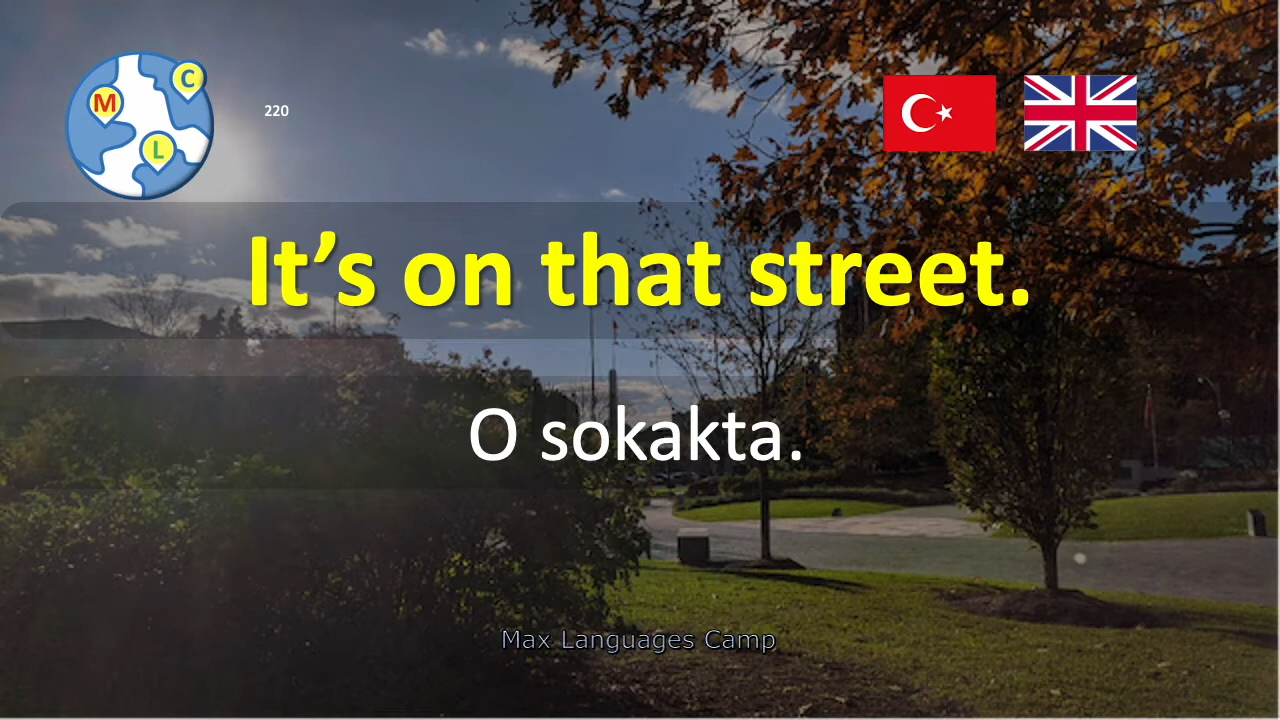 M
C
L
220
It’s on that street.
O sokakta.
Max Languages Camp